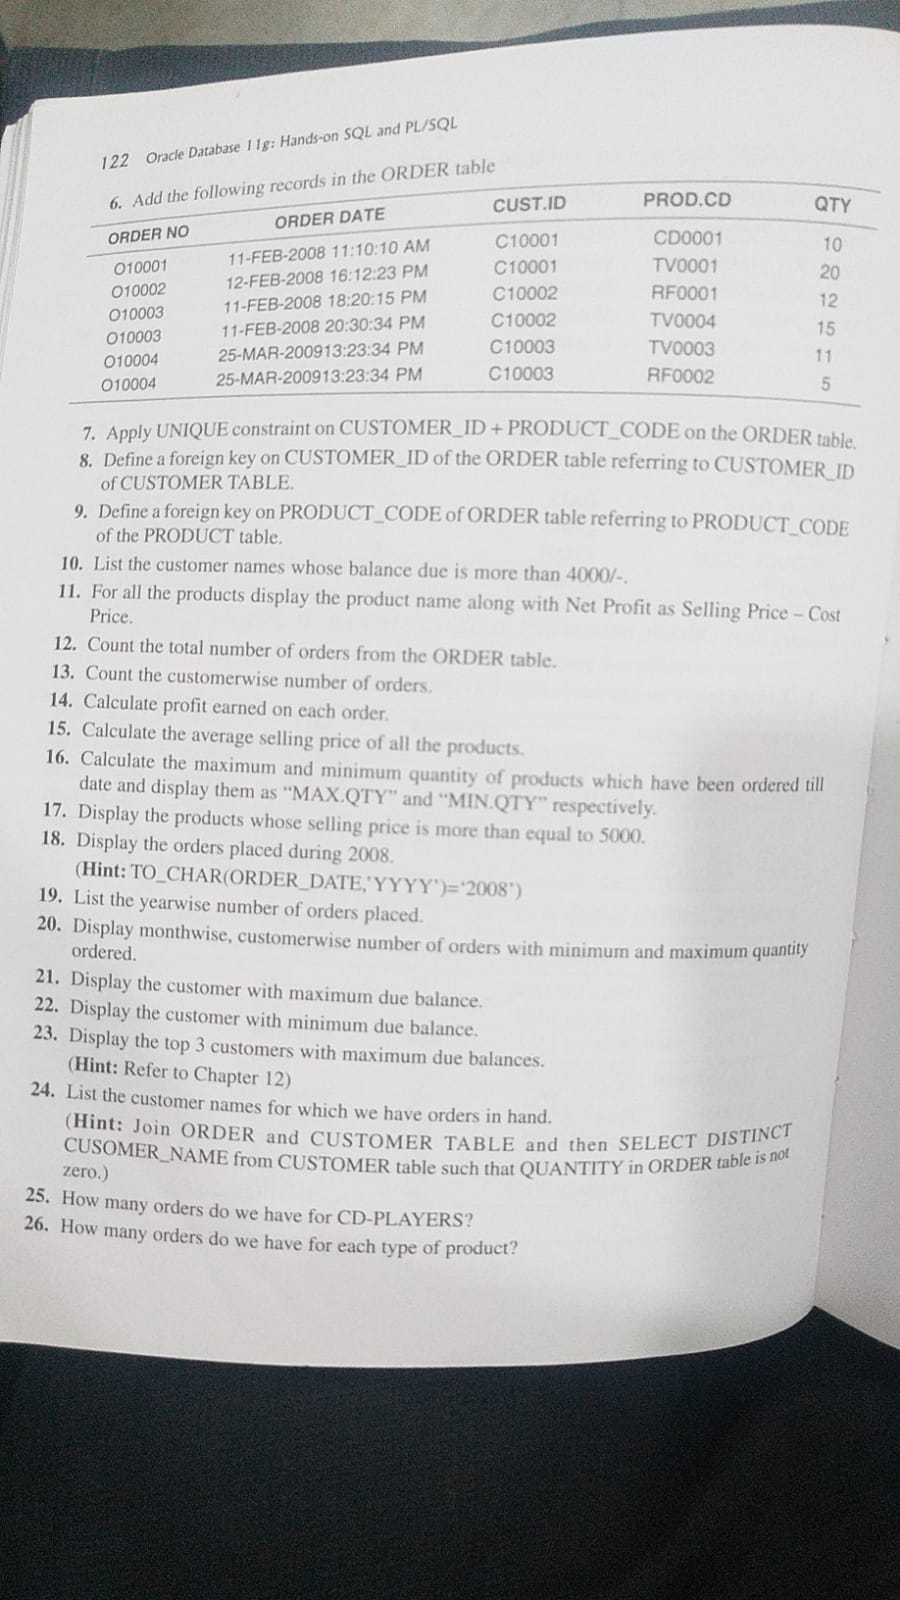 122 Oracle Database 11g: Hands-on SQL and PL/SQL
6. Add the following records in the ORDER table
ORDER NO ORDER DATE CUST.ID PROD.CD QTY
O10001 11-FEB-2008 11:10:10 AM C10001 CD0001 10
O10002 12-FEB-2008 16:12:23 PM C10001 TV0001 20
O10003 11-FEB-2008 18:20:15 PM C10002 RF0001 12
O10003 11-FEB-2008 20:30:34 PM C10002 TV0004 15
O10004 25-MAR-200913:23:34 PM C10003 TV0003 11
O10004 25-MAR-200913:23:34 PM C10003 RF0002 5
7. Apply UNIQUE constraint on CUSTOMER_ID + PRODUCT_CODE on the ORDER table.
8. Define a foreign key on CUSTOMER_ID of the ORDER table referring to CUSTOMER_ID
of CUSTOMER TABLE.
9. Define a foreign key on PRODUCT_CODE of ORDER table referring to PRODUCT_CODE
of the PRODUCT table.
10. List the customer names whose balance due is more than 4000/-.
11. For all the products display the product name along with Net Profit as Selling Price – Cost
Price.
12. Count the total number of orders from the ORDER table.
13. Count the customerwise number of orders.
14. Calculate profit earned on each order.
15. Calculate the average selling price of all the products.
16. Calculate the maximum and minimum quantity of products which have been ordered till
date and display them as “MAX.QTY” and “MIN.QTY” respectively.
17. Display the products whose selling price is more than equal to 5000.
18. Display the orders placed during 2008.
(Hint: TO_CHAR(ORDER_DATE,’YYYY’)=‘2008’)
19. List the yearwise number of orders placed.
20. Display monthwise, customerwise number of orders with minimum and maximum quantity
ordered.
21. Display the customer with maximum due balance.
22. Display the customer with minimum due balance.
23. Display the top 3 customers with maximum due balances.
(Hint: Refer to Chapter 12)
24. List the customer names for which we have orders in hand.
(Hint: Join ORDER and CUSTOMER TABLE and then SELECT DISTINCT
CUSOMER_NAME from CUSTOMER table such that QUANTITY in ORDER table is not
zero.)
25. How many orders do we have for CD-PLAYERS?
26. How many orders do we have for each type of product?